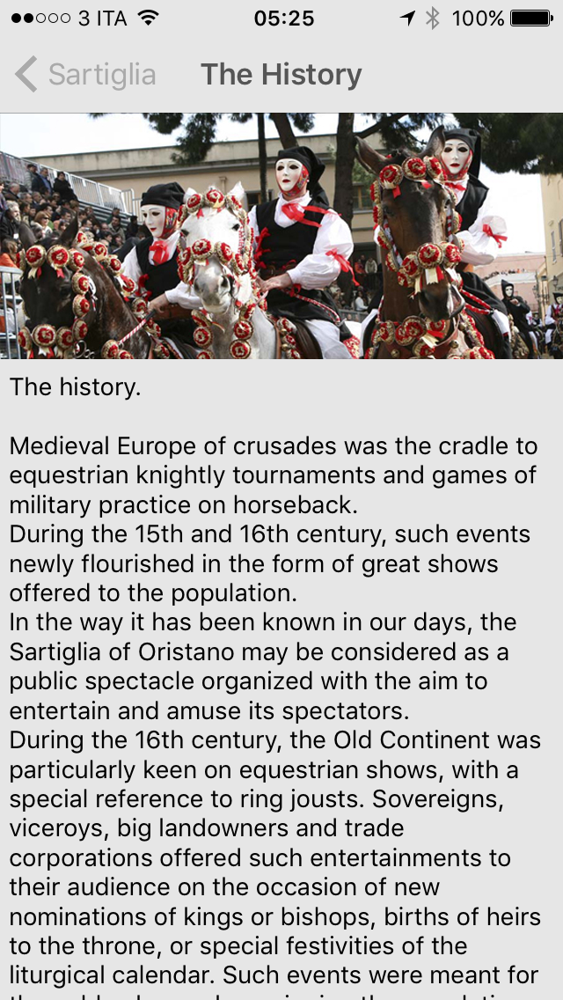 3 ITA 05:25 100%
Sartiglia The History
The history.
Medieval Europe of crusades was the cradle to
equestrian knightly tournaments and games of
military practice on horseback.
During the 15th and 16th century, such events
newly flourished in the form of great shows
offered to the population.
In the way it has been known in our days, the
Sartiglia of Oristano may be considered as a
public spectacle organized with the aim to
entertain and amuse its spectators.
During the 16th century, the Old Continent was
particularly keen on equestrian shows, with a
special reference to ring jousts. Sovereigns,
viceroys, big landowners and trade
corporations offered such entertainments to
their audience on the occasion of new
nominations of kings or bishops, births of heirs
to the throne, or special festivities of the
liturgical calendar. Such events were meant for